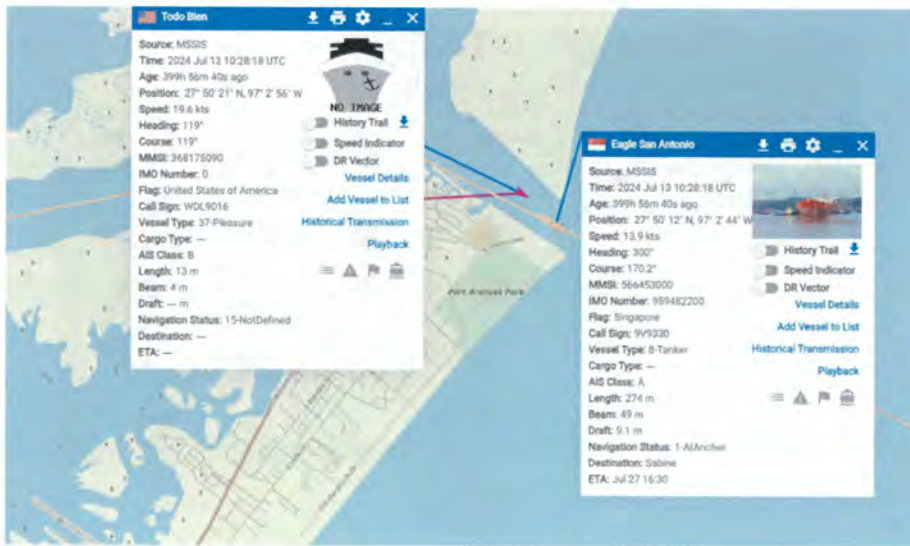 Todo Bien
Source: MSSIS
Time: 2024 Jul 13 10:28:18 UTC
Age: 399h 56m 40s ago
Position: 27° 50' 21" N, 97° 2' 56" W
Speed: 19.6 kts
Heading: 119°
Course: 119°
MMSI: 368175090
IMO Number: 0
Flag: United States of America
Call Sign: WDL9016
Vessel Type: 37-Pleasure
Cargo Type: —
AIS Class: B
Length: 13 m
Beam: 4 m
Draft: — m
Navigation Status: 15-NotDefined
Destination: —
ETA: —
NO IMAGE
History Trail
Speed Indicator
DR Vector
Vessel Details
Add Vessel to List
Historical Transmission
Playback
Port Aransas Park
Eagle San Antonio
Source: MSSIS
Time: 2024 Jul 13 10:28:18 UTC
Age: 399h 56m 40s ago
Position: 27° 50' 12" N, 97° 2' 44" W
Speed: 13.9 kts
Heading: 300°
Course: 170.2°
MMSI: 566453000
IMO Number: 959482200
Flag: Singapore
Call Sign: 9V9330
Vessel Type: 8-Tanker
Cargo Type: —
AIS Class: A
Length: 274 m
Beam: 49 m
Draft: 9.1 m
Navigation Status: 1-AtAnchor
Destination: Sabine
ETA: Jul 27 16:30
History Trail
Speed Indicator
DR Vector
Vessel Details
Add Vessel to List
Historical Transmission
Playback